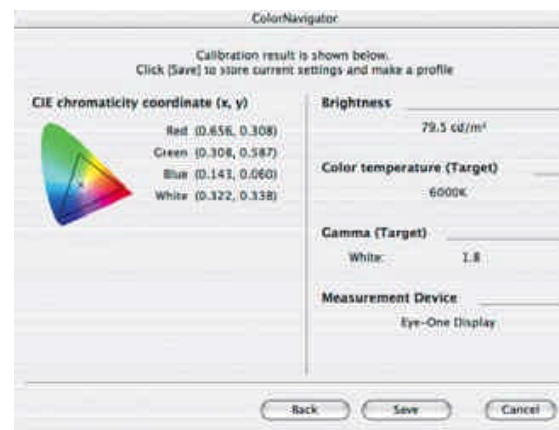 ColorNavigator
Calibration result is shown below.
Click [Save] to store current settings and make a profile
CIE chromaticity coordinate (x, y)
Red (0.656, 0.308)
Green (0.308, 0.587)
Blue (0.143, 0.060)
White (0.322, 0.338)
Brightness
79.5 cd/m²
Color temperature (Target)
6000K
Gamma (Target)
White: 1.8
Measurement Device
Eye-One Display
Back Save Cancel